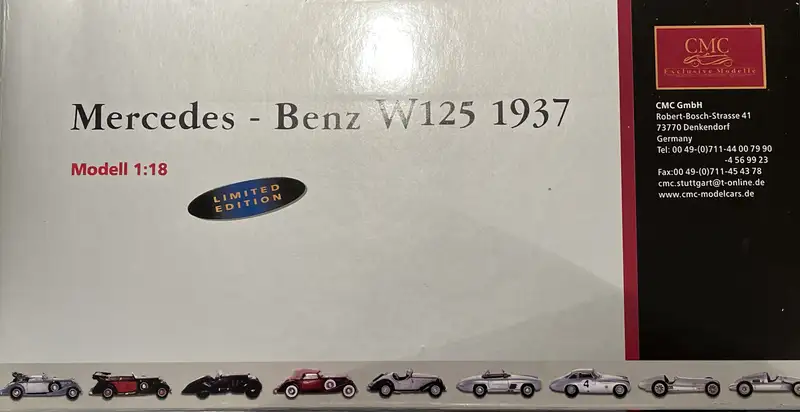 Mercedes - Benz W125 1937
Modell 1:18
LIMITED
EDITION
CMC
Exclusive Modelle
CMC GmbH
Robert-Bosch-Strasse 41
73770 Denkendorf
Germany
Tel: 00 49-(0)711-44 00 79 90
-4 56 99 23
Fax:00 49-(0)711-45 43 78
cmc.stuttgart@t-online.de
www.cmc-modelcars.de
4